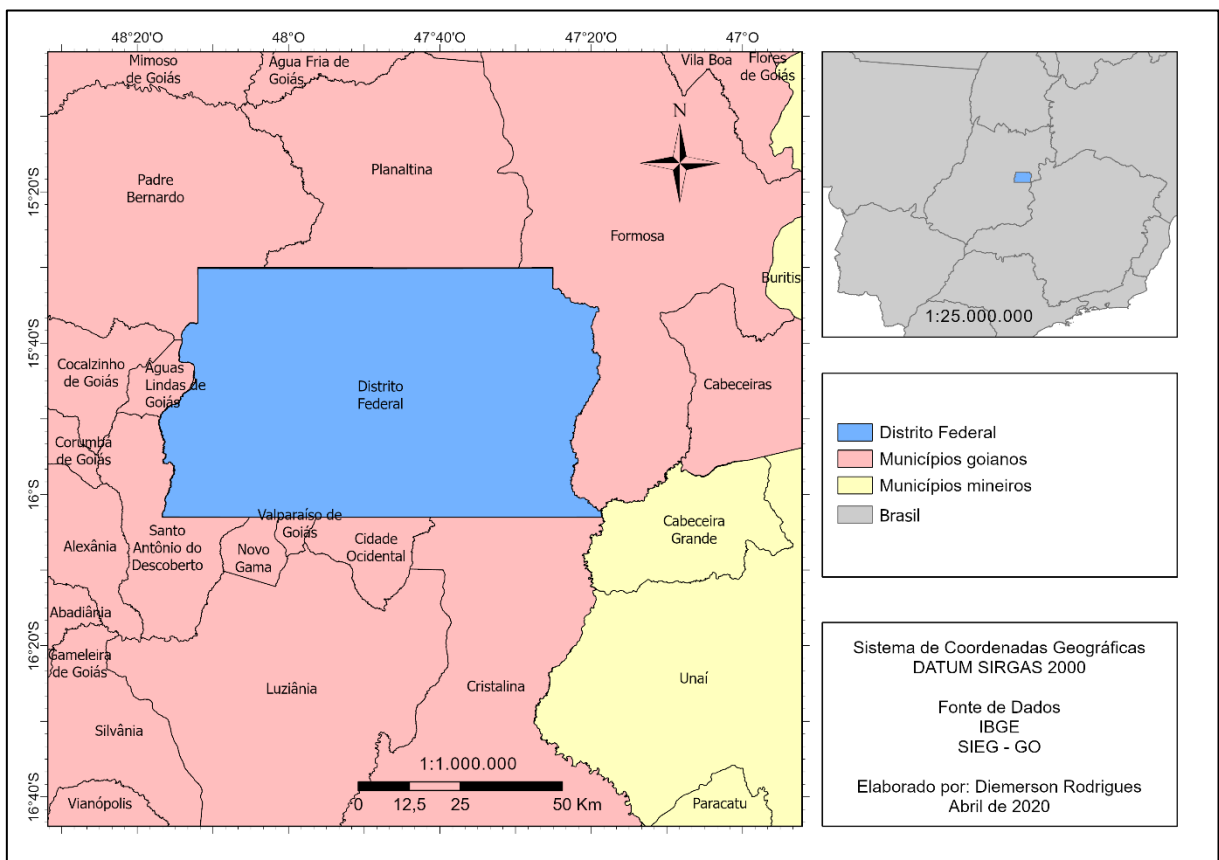 48°20'O
48°O
47°40'O
47°20'O
47°O
15°20'S
15°40'S
16°S
16°20'S
16°40'S
Mimoso
de Goiás
Água Fria de
Goiás
Vila Boa
Flores
de Goiás
N
Planaltina
Padre
Bernardo
Formosa
Buritis
Cocalzinho
de Goiás
Águas
Lindas de
Goiás
Distrito
Federal
Cabeceiras
Corumbá
de Goiás
Alexânia
Santo
Antônio do
Descoberto
Novo
Gama
Valparaíso de
Goiás
Cidade
Ocidental
Cabeceira
Grande
Abadiânia
Gameleira
de Goiás
Luziânia
Cristalina
Unaí
Silvânia
Vianópolis
Paracatu
1:1.000.000
0 12,5 25 50 Km
1:25.000.000
Distrito Federal
Municípios goianos
Municípios mineiros
Brasil
Sistema de Coordenadas Geográficas
DATUM SIRGAS 2000
Fonte de Dados
IBGE
SIEG - GO
Elaborado por: Diemerson Rodrigues
Abril de 2020